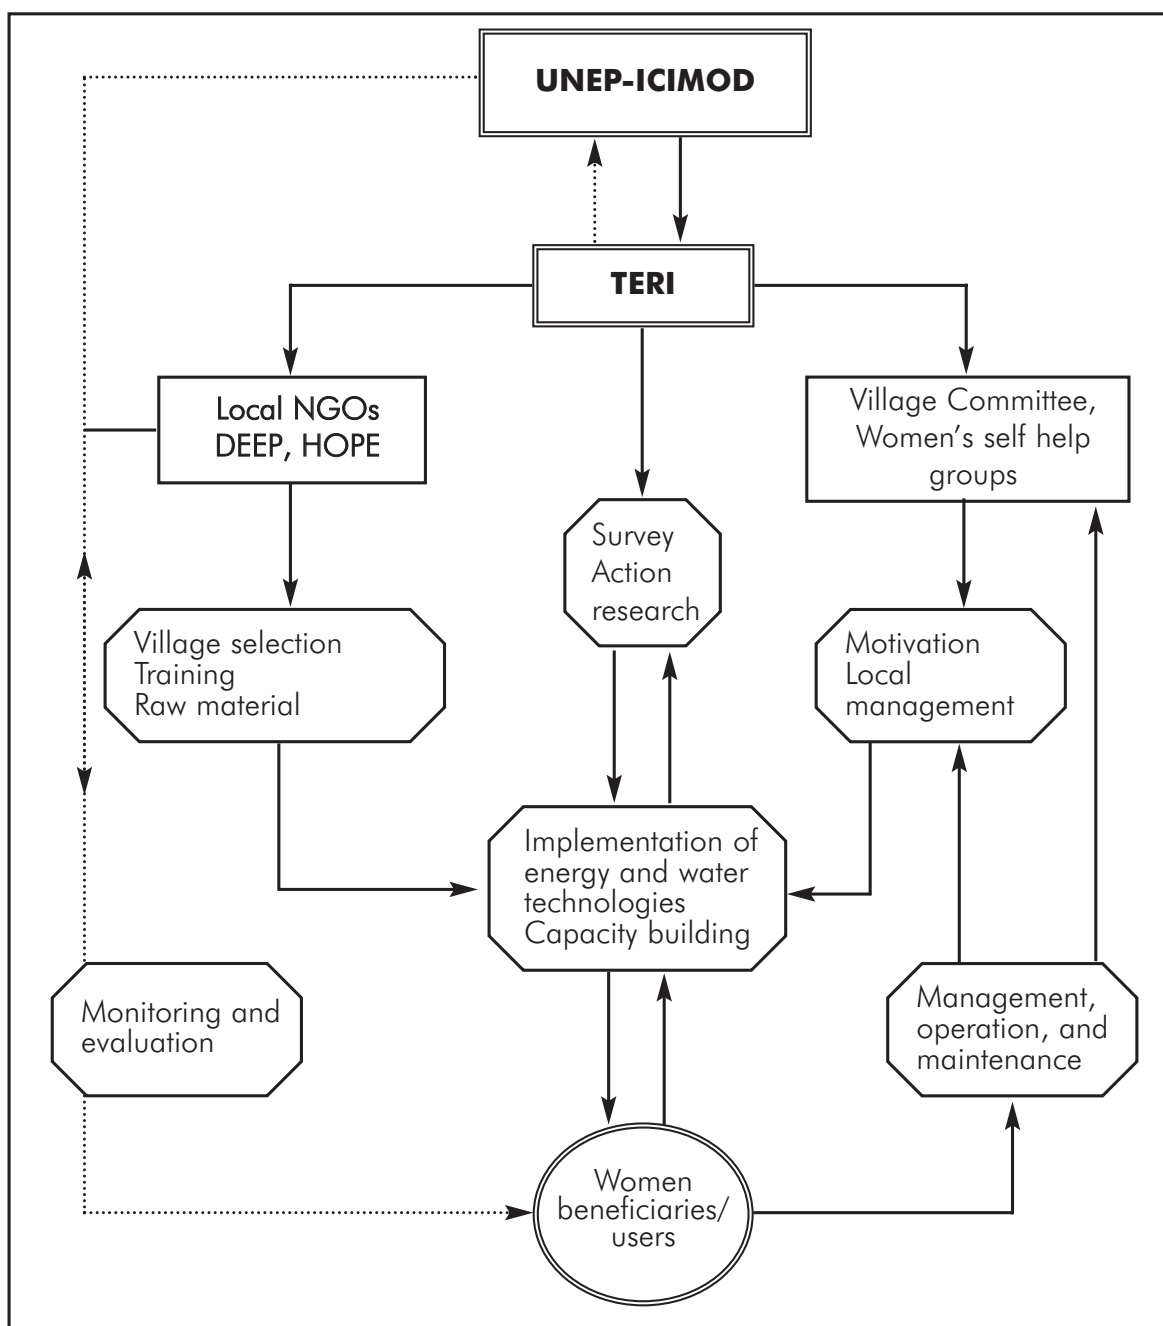 UNEP-ICIMOD
TERI
Local NGOs
DEEP, HOPE
Village Committee,
Women's self help
groups
Survey
Action
research
Village selection
Training
Raw material
Motivation
Local
management
Implementation of
energy and water
technologies
Capacity building
Monitoring and
evaluation
Management,
operation, and
maintenance
Women
beneficiaries/
users